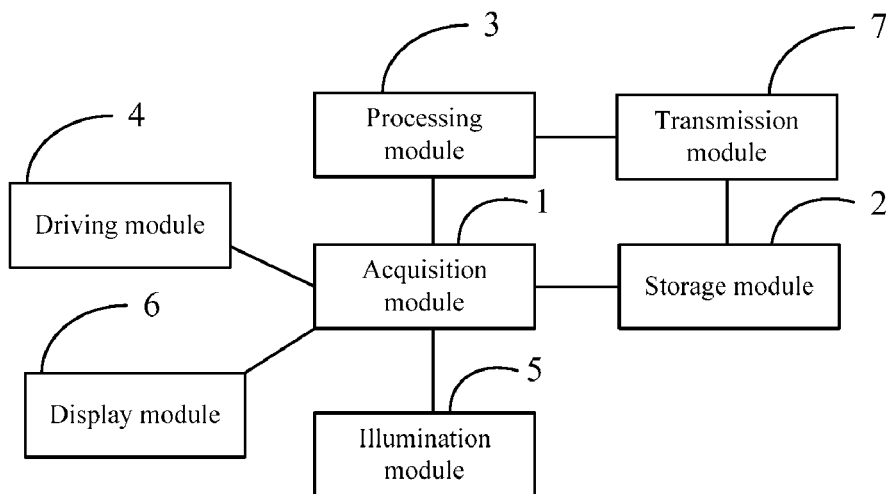 3
7
Processing
module
Transmission
module
4
Driving module
1
Acquisition
module
2
Storage module
6
Display module
5
Illumination
module